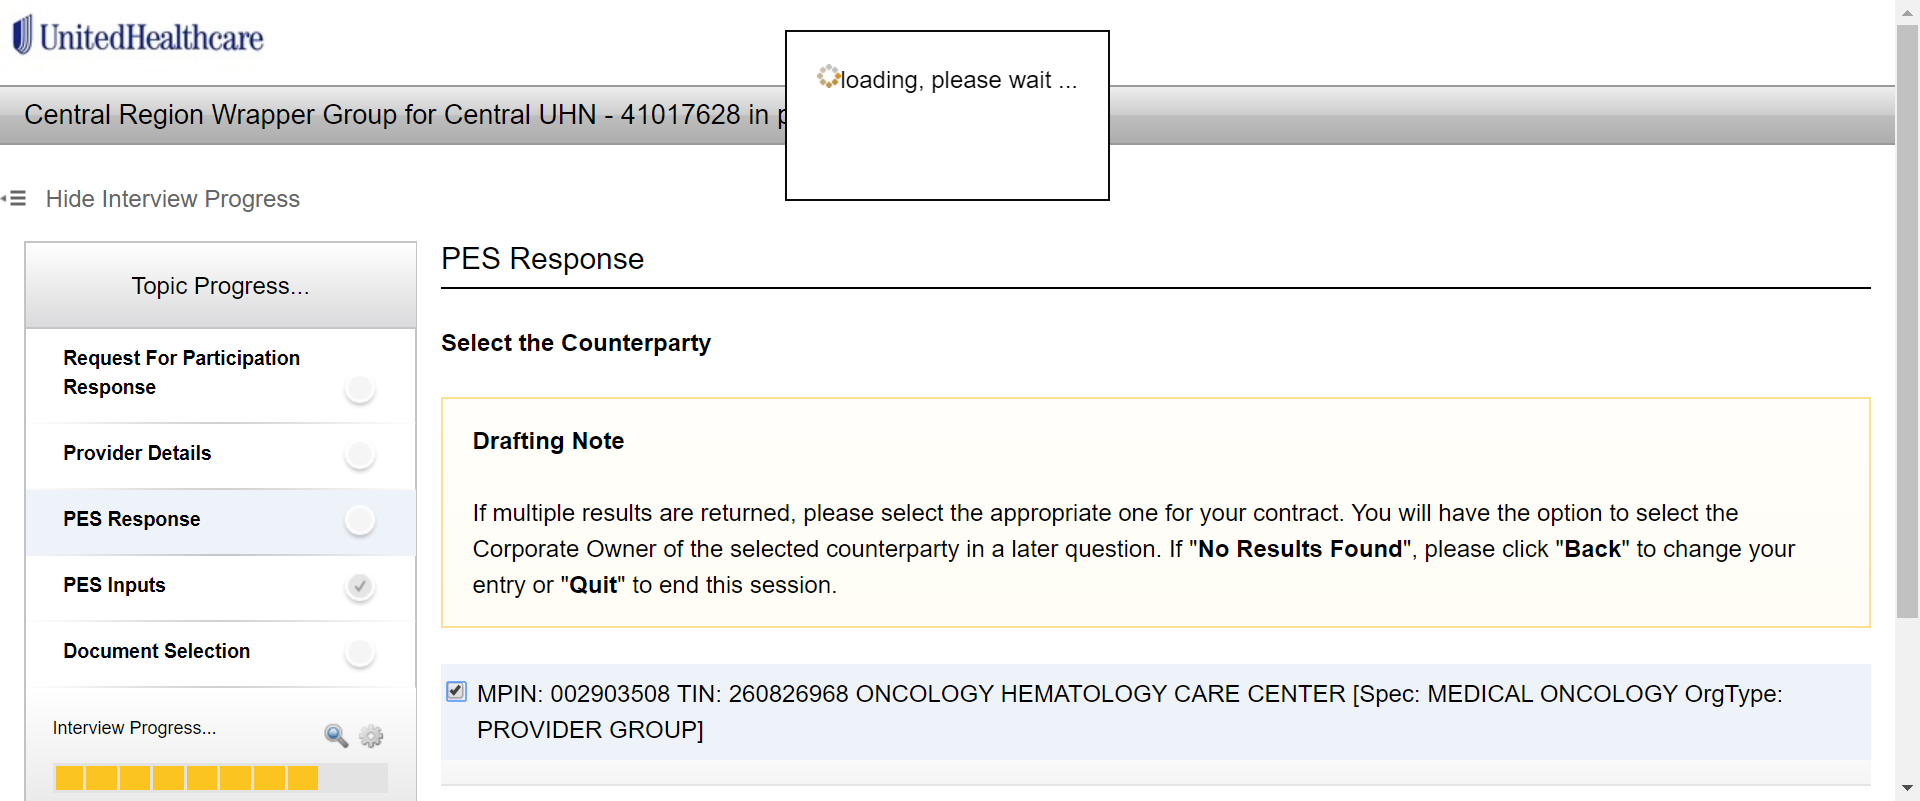 UnitedHealthcare
loading, please wait ...
Central Region Wrapper Group for Central UHN - 41017628 in
Hide Interview Progress
Topic Progress...
Request For Participation
Response
Provider Details
PES Response
PES Inputs
Document Selection
Interview Progress...
PES Response
Select the Counterparty
Drafting Note
If multiple results are returned, please select the appropriate one for your contract. You will have the option to select the
Corporate Owner of the selected counterparty in a later question. If "No Results Found", please click "Back" to change your
entry or "Quit" to end this session.
MPIN: 002903508 TIN: 260826968 ONCOLOGY HEMATOLOGY CARE CENTER [Spec: MEDICAL ONCOLOGY OrgType:
PROVIDER GROUP]